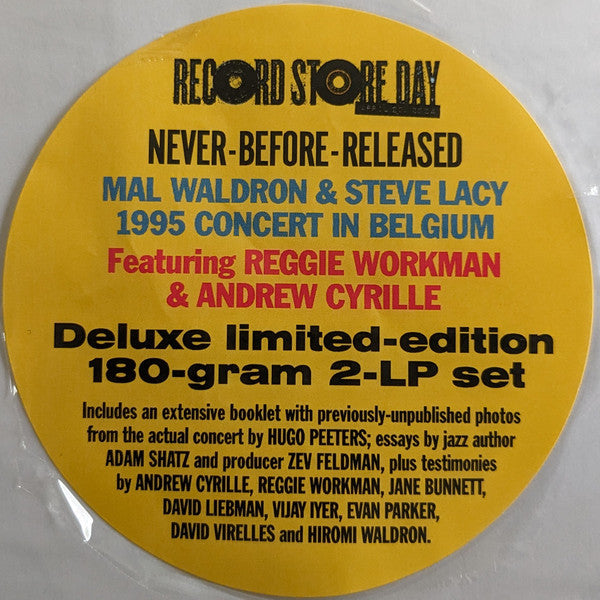 RECORD STORE DAY
NEVER-BEFORE-RELEASED
MAL WALDRON & STEVE LACY
1995 CONCERT IN BELGIUM
Featuring REGGIE WORKMAN
& ANDREW CYRILLE
Deluxe limited-edition
180-gram 2-LP set
Includes an extensive booklet with previously-unpublished photos
from the actual concert by HUGO PEETERS; essays by jazz author
ADAM SHATZ and producer ZEV FELDMAN, plus testimonies
by ANDREW CYRILLE, REGGIE WORKMAN, JANE BUNNETT,
DAVID LIEBMAN, VIJAY IYER, EVAN PARKER,
DAVID VIRELLES and HIROMI WALDRON.